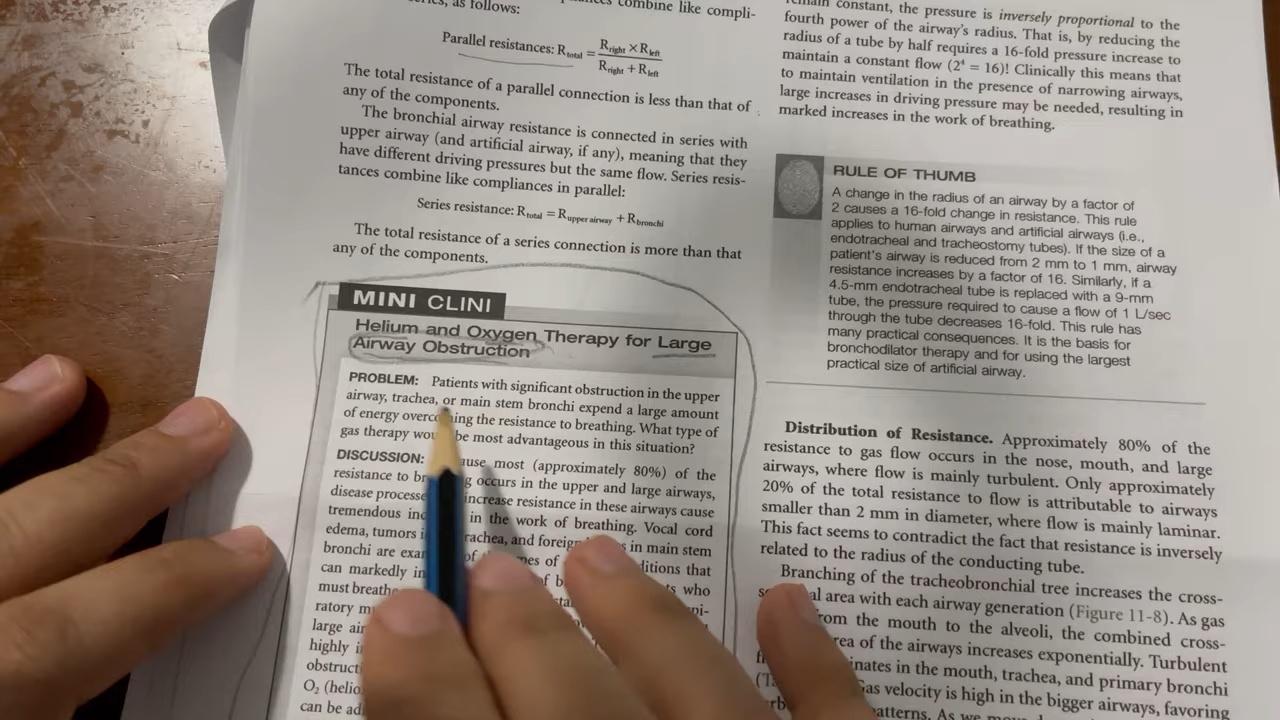 as follows:
combine like compli-
Parallel resistances: Rtotal = Rright × Rleft
Rright + Rleft
The total resistance of a parallel connection is less than that of
any of the components.
The bronchial airway resistance is connected in series with
upper airway (and artificial airway, if any), meaning that they
have different driving pressures but the same flow. Series resis-
tances combine like compliances in parallel:
Series resistance: Rtotal = Rupper airway + Rbronchi
The total resistance of a series connection is more than that
any of the components.
MINI CLINI
Helium and Oxygen Therapy for Large
Airway Obstruction
PROBLEM: Patients with significant obstruction in the upper
airway, trachea, or main stem bronchi expend a large amount
of energy the resistance to breathing. What type of
gas therapy be most advantageous in this situation?
DISCUSSION: most (approximately 80%) of the
resistance to occurs in the upper and large airways,
disease increase resistance in these airways cause
tremendous in the work of breathing. Vocal cord
edema, tumors and in main stem
bronchi are of
can markedly of who
must
large
highly
O2
can be
remain constant, the pressure is inversely proportional to the
fourth power of the airway's radius. That is, by reducing the
radius of a tube by half requires a 16-fold pressure increase to
maintain a constant flow (2⁴ = 16)! Clinically this means that
to maintain ventilation in the presence of narrowing airways,
large increases in driving pressure may be needed, resulting in
marked increases in the work of breathing.
RULE OF THUMB
A change in the radius of an airway by a factor of
2 causes a 16-fold change in resistance. This rule
applies to human airways and artificial airways (i.e.,
endotracheal and tracheostomy tubes). If the size of a
patient's airway is reduced from 2 mm to 1 mm, airway
resistance increases by a factor of 16. Similarly, if a
4.5-mm endotracheal tube is replaced with a 9-mm
tube, the pressure required to cause a flow of 1 L/sec
through the tube decreases 16-fold. This rule has
many practical consequences. It is the basis for
bronchodilator therapy and for using the largest
practical size of artificial airway.
Distribution of Resistance. Approximately 80% of the
resistance to gas flow occurs in the nose, mouth, and large
airways, where flow is mainly turbulent. Only approximately
20% of the total resistance to flow is attributable to airways
smaller than 2 mm in diameter, where flow is mainly laminar.
This fact seems to contradict the fact that resistance is inversely
related to the radius of the conducting tube.
Branching of the tracheobronchial tree increases the cross-
area with each airway generation (Figure 11-8). As gas
from the mouth to the alveoli, the combined cross-
area of the airways increases exponentially. Turbulent
in the mouth, trachea, and primary bronchi
Gas velocity is high in the bigger airways, favoring
patterns. As we